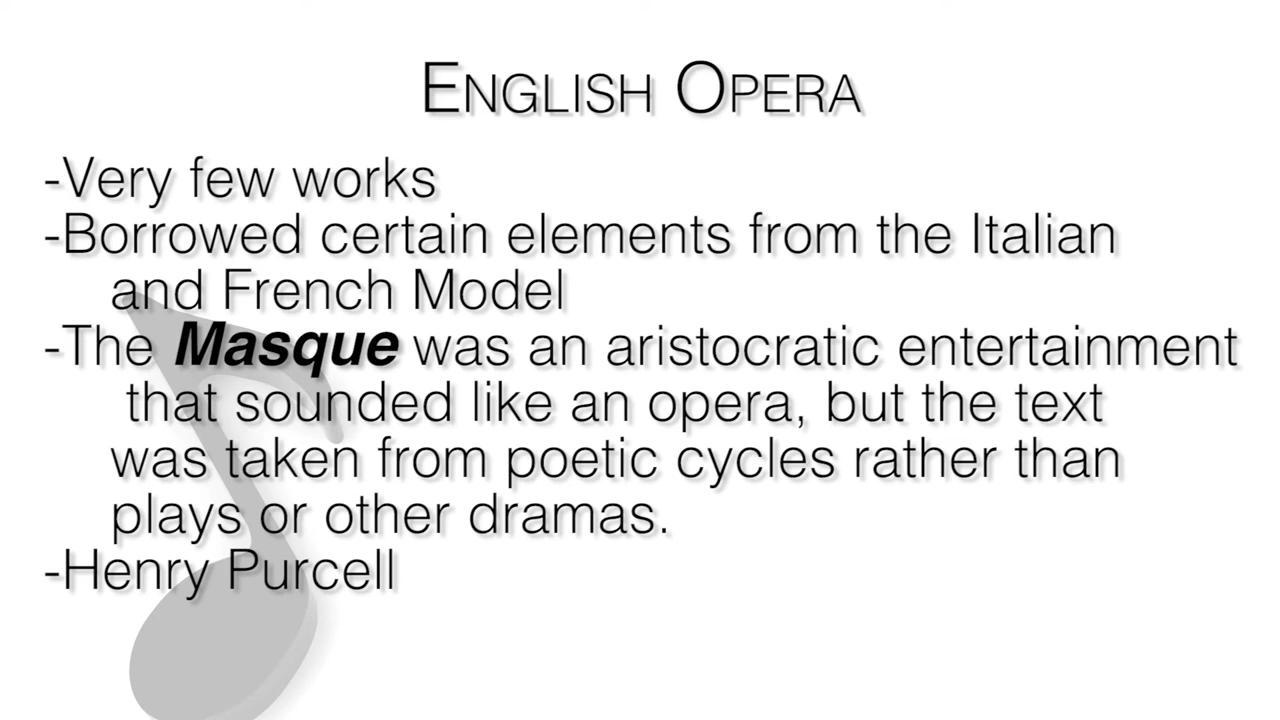 ENGLISH OPERA
-Very few works
-Borrowed certain elements from the Italian
and French Model
-The Masque was an aristocratic entertainment
that sounded like an opera, but the text
was taken from poetic cycles rather than
plays or other dramas.
-Henry Purcell